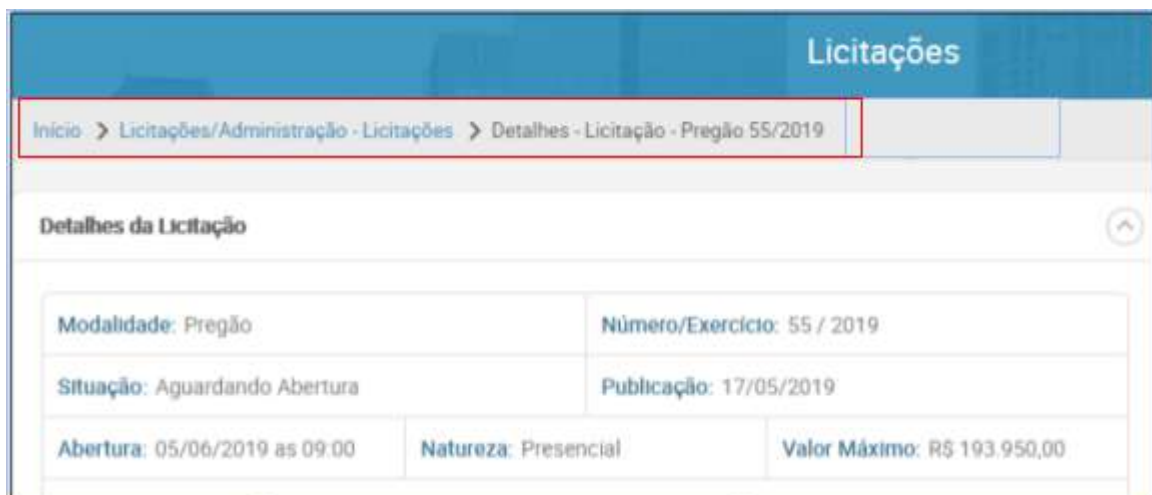 Licitações
Início > Licitações/Administração - Licitações > Detalhes - Licitação - Pregão 55/2019
Detalhes da Licitação
Modalidade: Pregão Número/Exercício: 55 / 2019
Situação: Aguardando Abertura Publicação: 17/05/2019
Abertura: 05/06/2019 as 09:00 Natureza: Presencial Valor Máximo: R$ 193.950,00